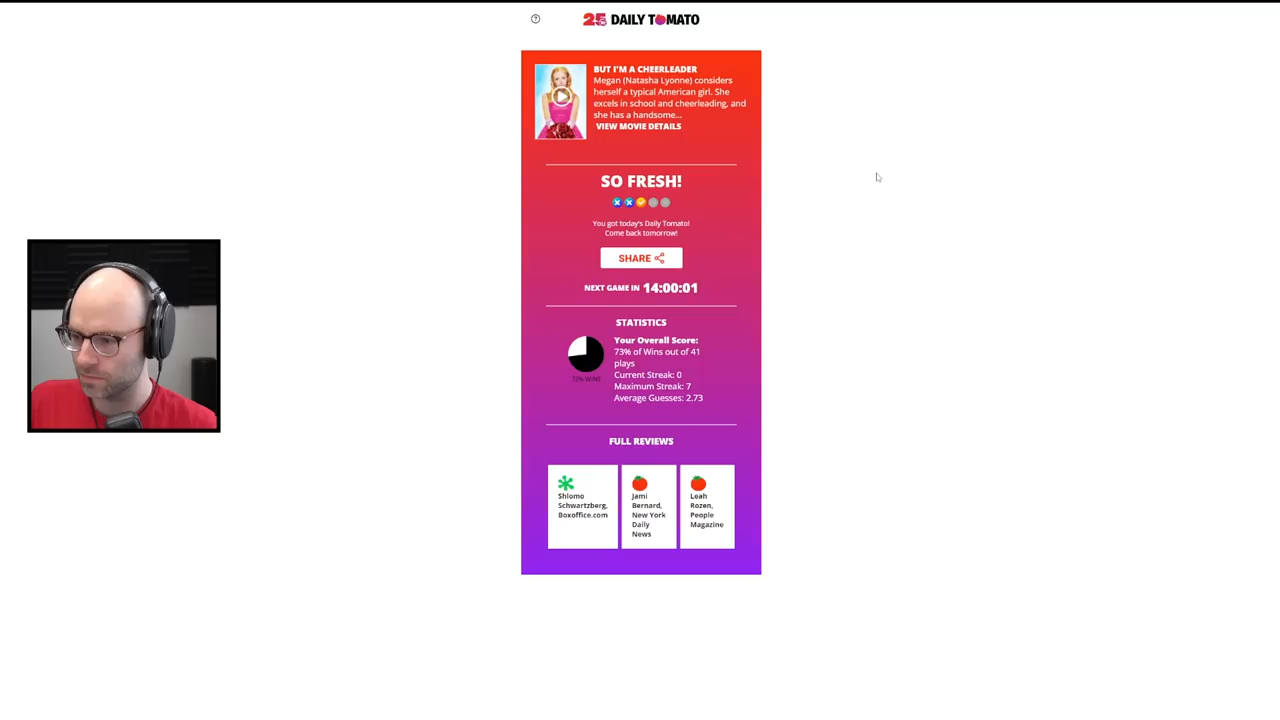 25 DAILY TOMATO
BUT I'M A CHEERLEADER
Megan (Natasha Lyonne) considers
herself a typical American girl. She
excels in school and cheerleading, and
she has a handsome...
VIEW MOVIE DETAILS
SO FRESH!
You got today's Daily Tomato!
Come back tomorrow!
SHARE
NEXT GAME IN 14:00:01
STATISTICS
Your Overall Score:
73% of Wins out of 41
plays
Current Streak: 0
Maximum Streak: 7
Average Guesses: 2.73
73% WINS
FULL REVIEWS
Shlomo
Schwartzberg,
Boxoffice.com
Jami
Bernard,
New York
Daily
News
Leah
Rozen,
People
Magazine